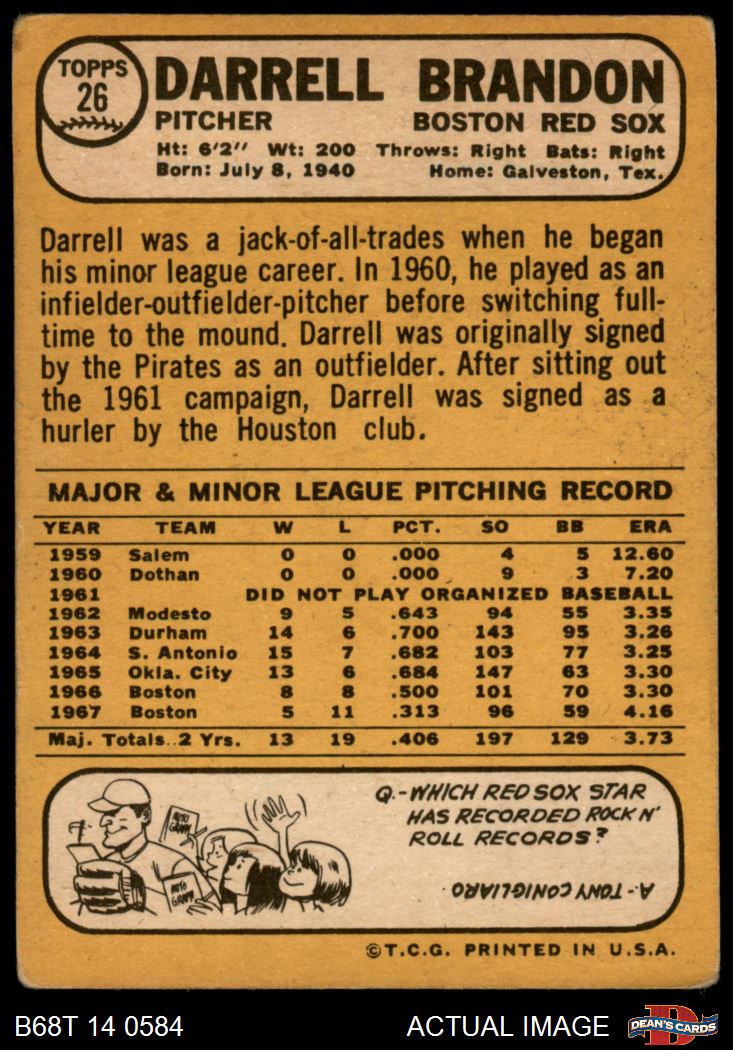 TOPPS
26
DARRELL BRANDON
PITCHER BOSTON RED SOX
Ht: 6'2" Wt: 200 Throws: Right Bats: Right
Born: July 8, 1940 Home: Galveston, Tex.
Darrell was a jack-of-all-trades when he began
his minor league career. In 1960, he played as an
infielder-outfielder-pitcher before switching full-
time to the mound. Darrell was originally signed
by the Pirates as an outfielder. After sitting out
the 1961 campaign, Darrell was signed as a
hurler by the Houston club.
MAJOR & MINOR LEAGUE PITCHING RECORD
YEAR TEAM W L PCT. SO BB ERA
1959 Salem 0 0 .000 4 5 12.60
1960 Dothan 0 0 .000 9 3 7.20
1961 DID NOT PLAY ORGANIZED BASEBALL
1962 Modesto 9 5 .643 94 55 3.35
1963 Durham 14 6 .700 143 95 3.26
1964 S. Antonio 15 7 .682 103 77 3.25
1965 Okla. City 13 6 .684 147 63 3.30
1966 Boston 8 8 .500 101 70 3.30
1967 Boston 5 11 .313 96 59 4.16
Maj. Totals..2 Yrs. 13 19 .406 197 129 3.73
AUTO
GRAPH
AUTO
GRAPH
Q.-WHICH RED SOX STAR
HAS RECORDED ROCK N'
ROLL RECORDS?
A.-TONY CONIGLIARO
©T.C.G. PRINTED IN U.S.A.
B68T 14 0584 ACTUAL IMAGE
D
DEAN'S CARDS